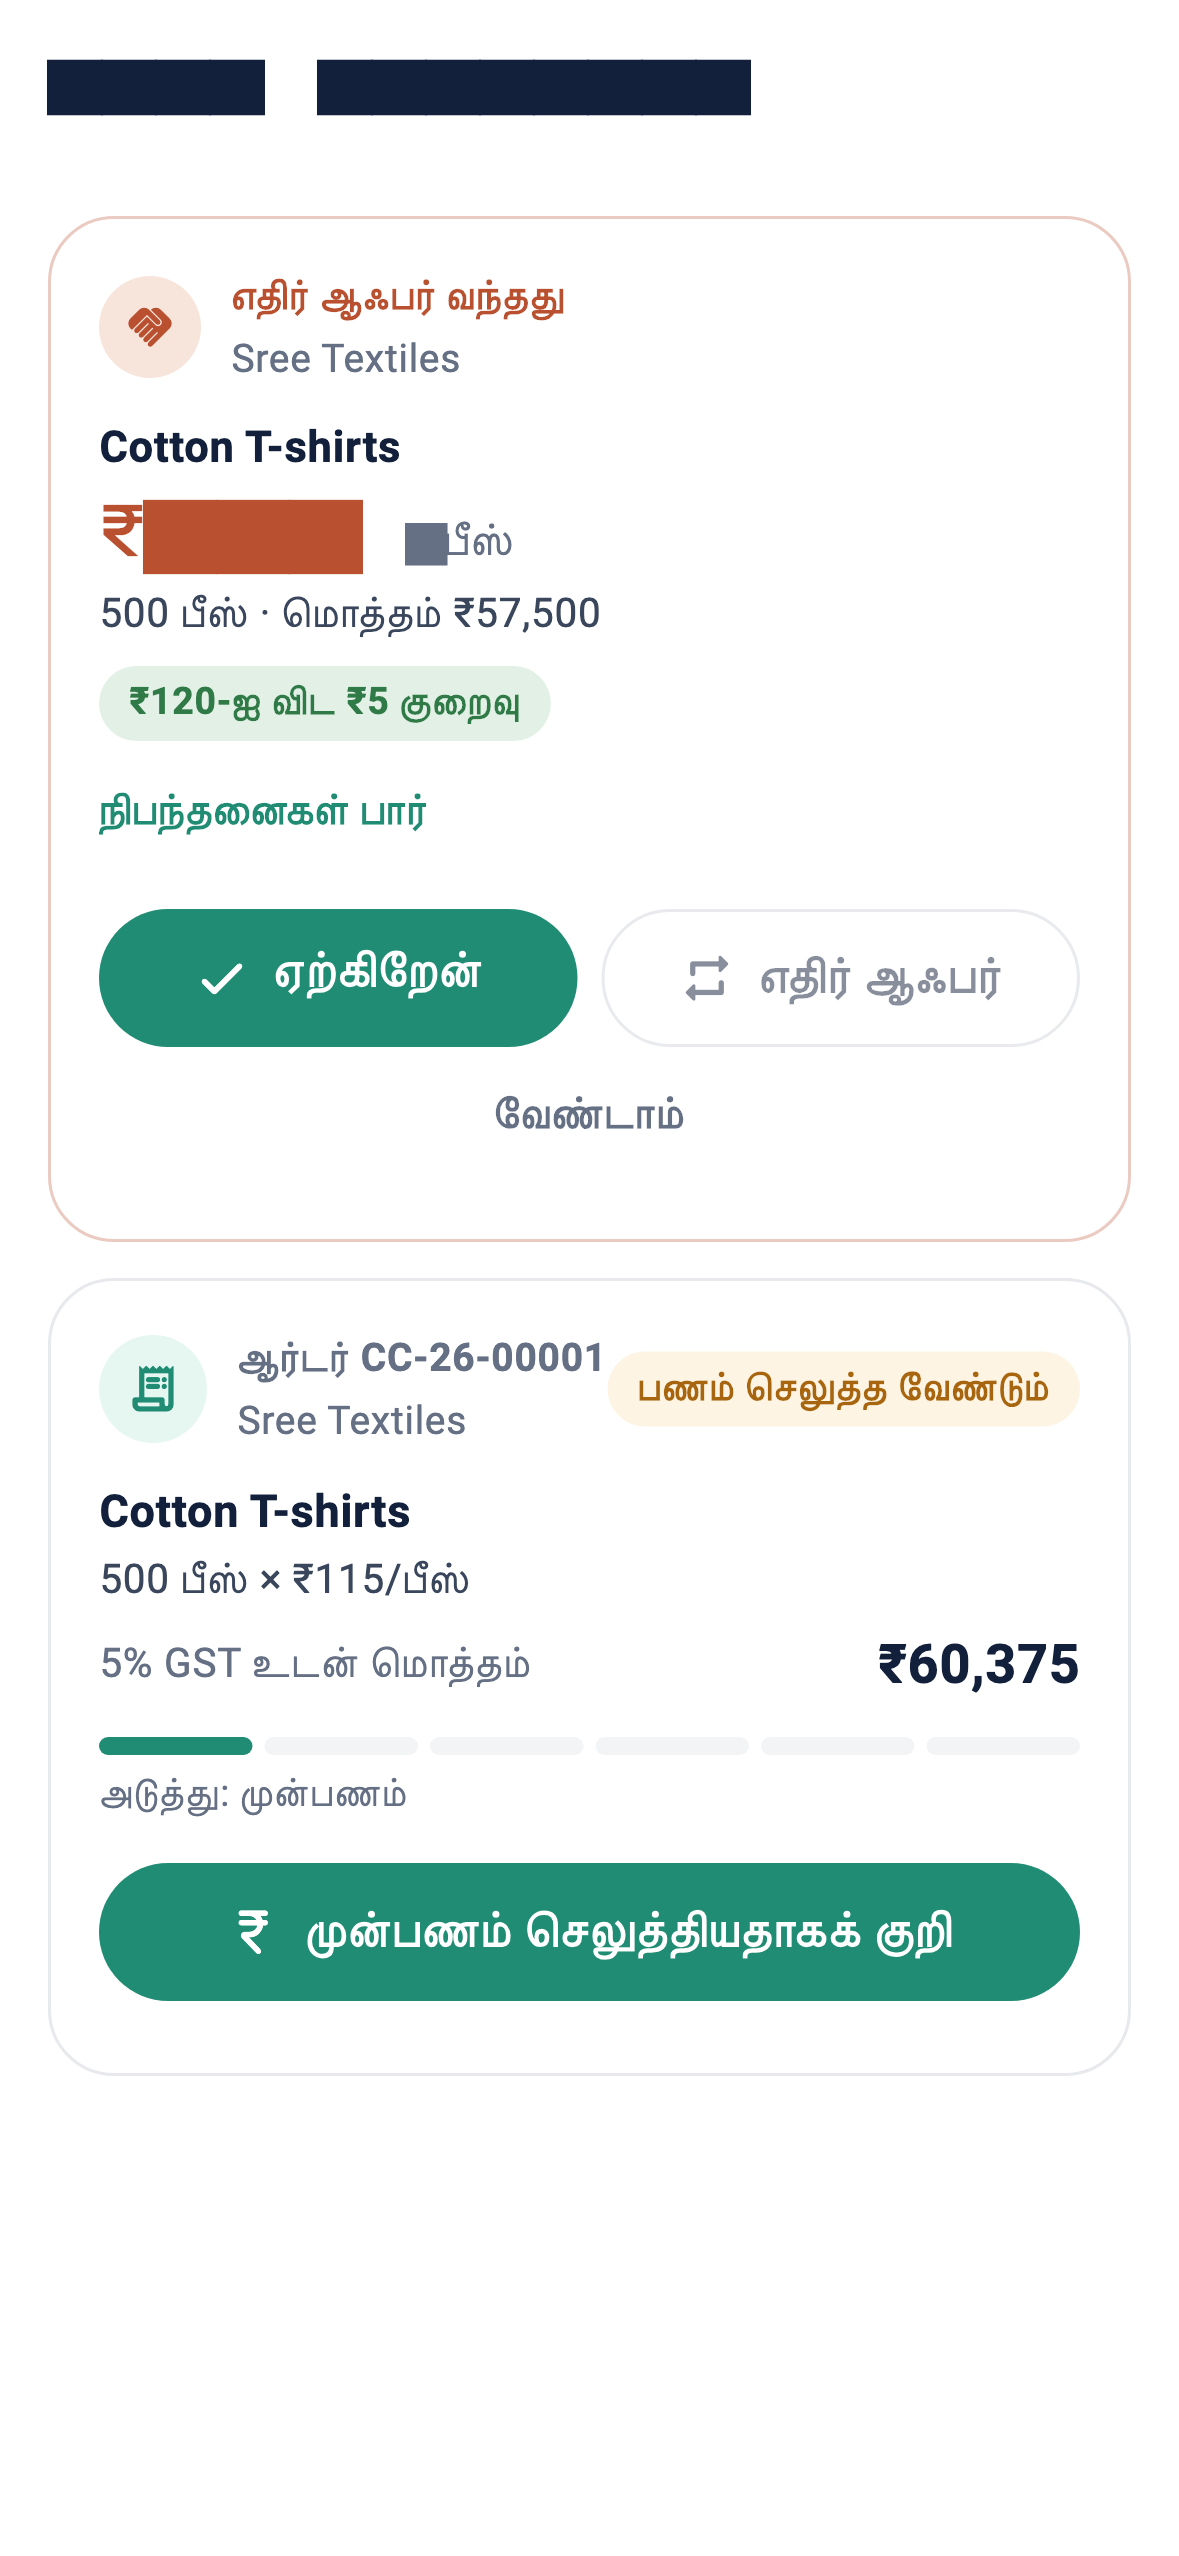 எதிர் ஆஃபர் வந்தது
Sree Textiles
Cotton T-shirts
₹
பீஸ்
500 பீஸ் · மொத்தம் ₹57,500
₹120-ஐ விட ₹5 குறைவு
நிபந்தனைகள் பார்
ஏற்கிறேன்
எதிர் ஆஃபர்
வேண்டாம்
ஆர்டர் CC-26-00001
பணம் செலுத்த வேண்டும்
Sree Textiles
Cotton T-shirts
500 பீஸ் × ₹115/பீஸ்
5% GST உடன் மொத்தம்
₹60,375
அடுத்து: முன்பணம்
₹ முன்பணம் செலுத்தியதாகக் குறி